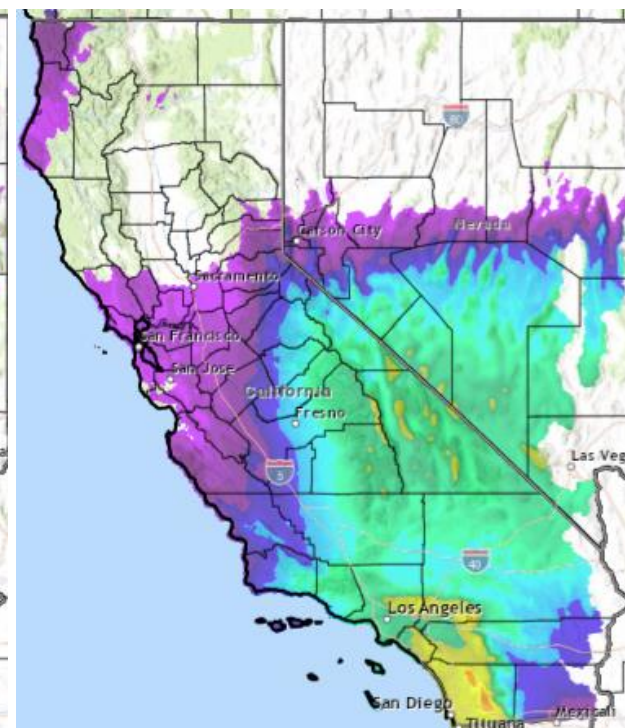 80
Nevada
Carson City
Sacramento
San Francisco
San Jose
California
Fresno
5
Las Veg
40
Los Angeles
San Diego
Mexicali
Tijuana